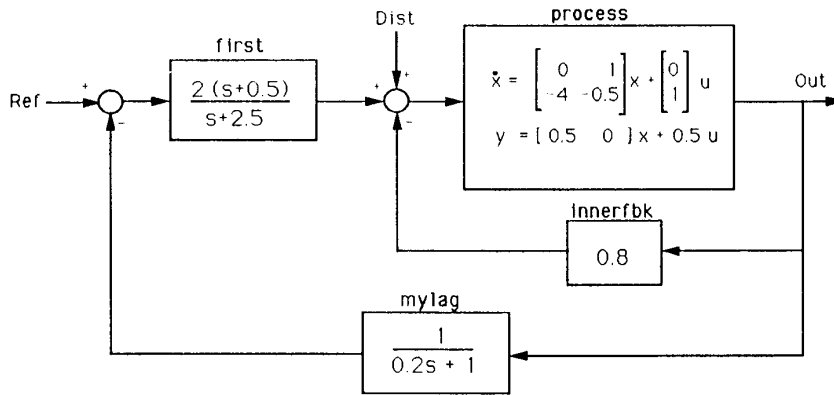 process
Dist
first
ẋ = [ 0 1 -4 -0.5 ] x + [ 0 1 ] u
y = [ 0.5 0 ] x + 0.5 u
Out
Ref
+
-
2 (s+0.5)
s+2.5
+
+
-
innerfbk
0.8
mylag
1
0.2s + 1